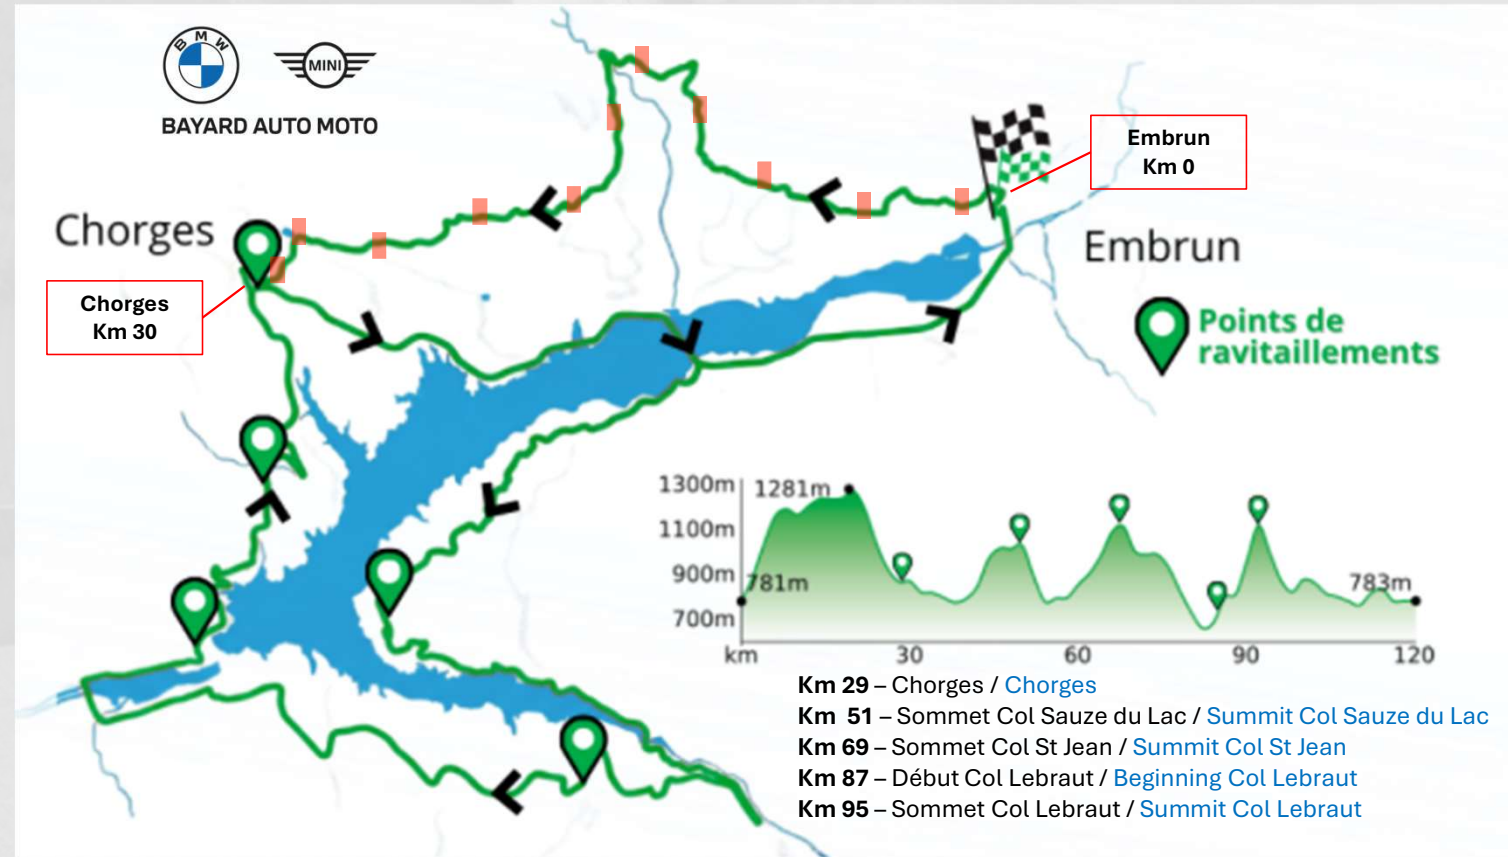 BMW
MINI
BAYARD AUTO MOTO
Embrun
Km 0
Chorges
Embrun
Chorges
Km 30
Points de
ravitaillements
1300m
1281m
1100m
900m
781m
783m
700m
km
30
60
90
120
Km 29 – Chorges / Chorges
Km 51 – Sommet Col Sauze du Lac / Summit Col Sauze du Lac
Km 69 – Sommet Col St Jean / Summit Col St Jean
Km 87 – Début Col Lebraut / Beginning Col Lebraut
Km 95 – Sommet Col Lebraut / Summit Col Lebraut